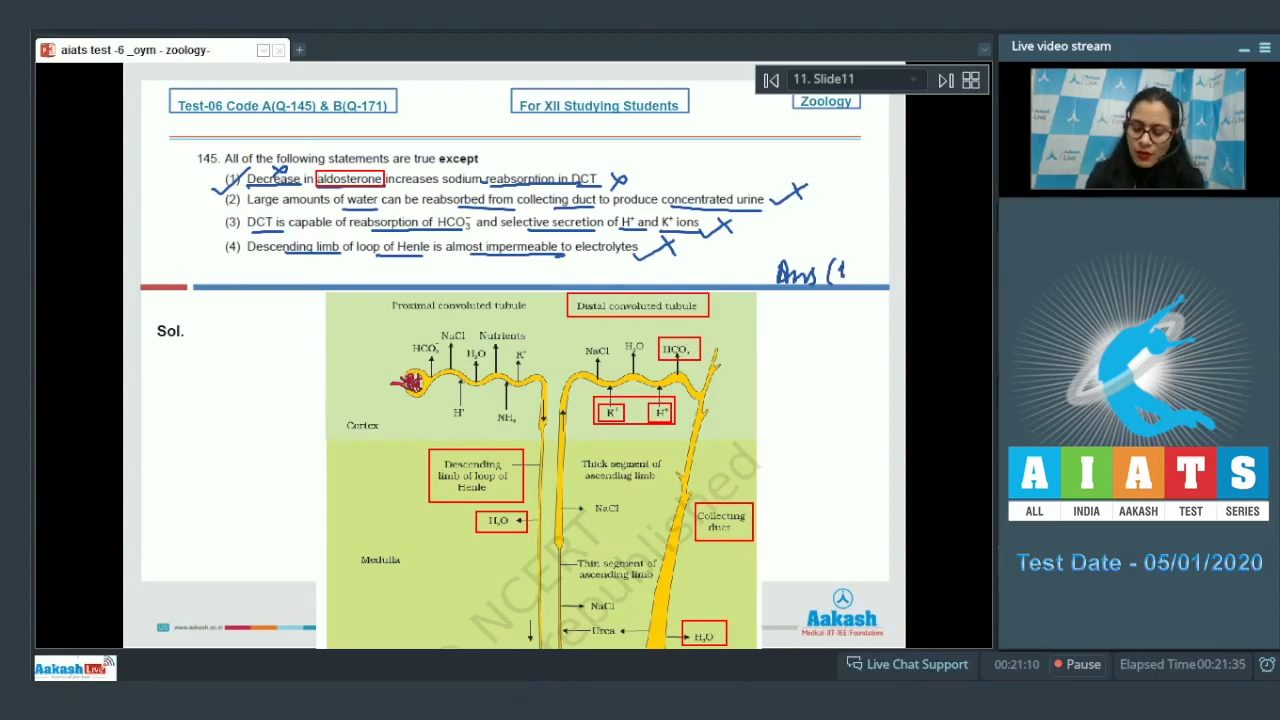 aiats test -6 _oym - zoology-
Live video stream
11. Slide11
Test-06 Code A(Q-145) & B(Q-171)
For XII Studying Students
Zoology
145. All of the following statements are true except
(1) Decrease in aldosterone increases sodium reabsorption in DCT
(2) Large amounts of water can be reabsorbed from collecting duct to produce concentrated urine
(3) DCT is capable of reabsorption of HCO₃⁻ and selective secretion of H⁺ and K⁺ ions
(4) Descending limb of loop of Henle is almost impermeable to electrolytes
Ans (1
Sol.
Proximal convoluted tubule
Distal convoluted tubule
HCO₃⁻
NaCl
H₂O
Nutrients
K⁺
NaCl
H₂O
HCO₃⁻
H⁺
NH₃
K⁺
H⁺
Cortex
Descending
limb of loop of
Henle
Thick segment of
ascending limb
H₂O
NaCl
Collecting
duct
Medulla
Thin segment of
ascending limb
NaCl
Urea
H₂O
NCERT
republished
www.aakash.ac.in
Aakash
Medical|IIT-JEE|Foundations
Aakash Live
A I A T S
ALL INDIA AAKASH TEST SERIES
Test Date - 05/01/2020
Live Chat Support
00:21:10
Pause
Elapsed Time 00:21:35